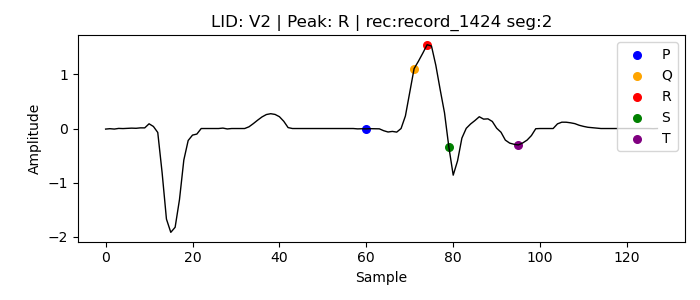 LID: V2 | Peak: R | rec:record_1424 seg:2
Amplitude
1
0
−1
−2
P
Q
R
S
T
0
20
40
60
80
100
120
Sample